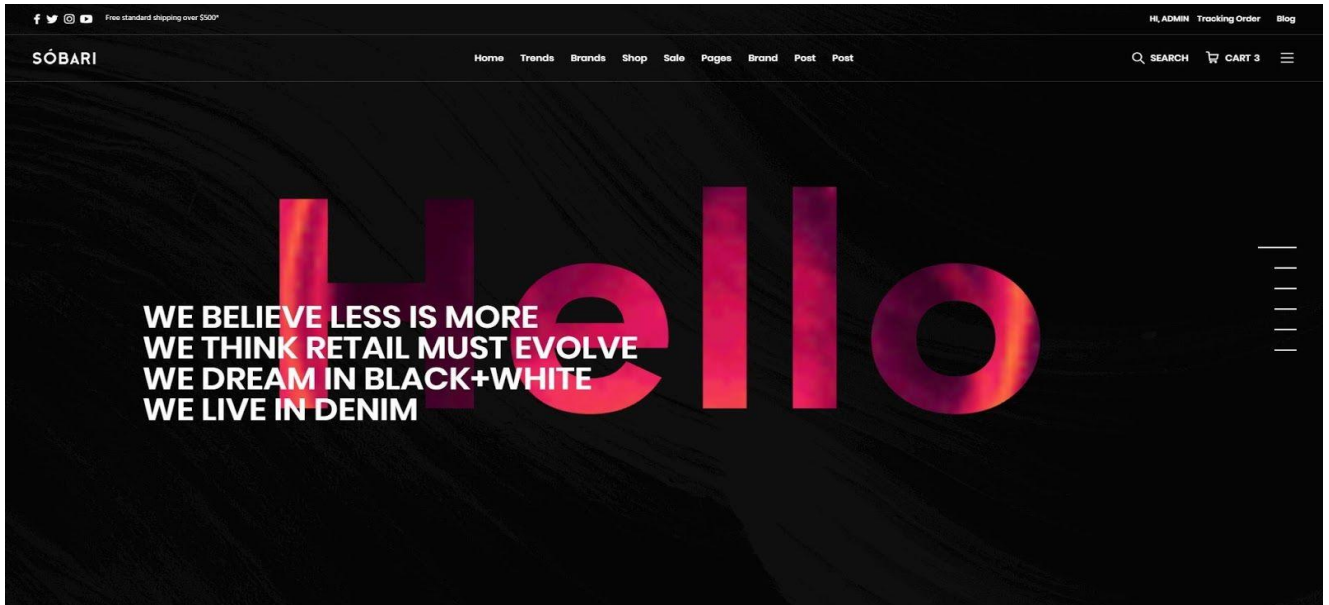 Free standard shipping over $500*
HI, ADMIN Tracking Order Blog
SÓBARI
Home Trends Brands Shop Sale Pages Brand Post Post
SEARCH CART 3
Hello
WE BELIEVE LESS IS MORE
WE THINK RETAIL MUST EVOLVE
WE DREAM IN BLACK+WHITE
WE LIVE IN DENIM